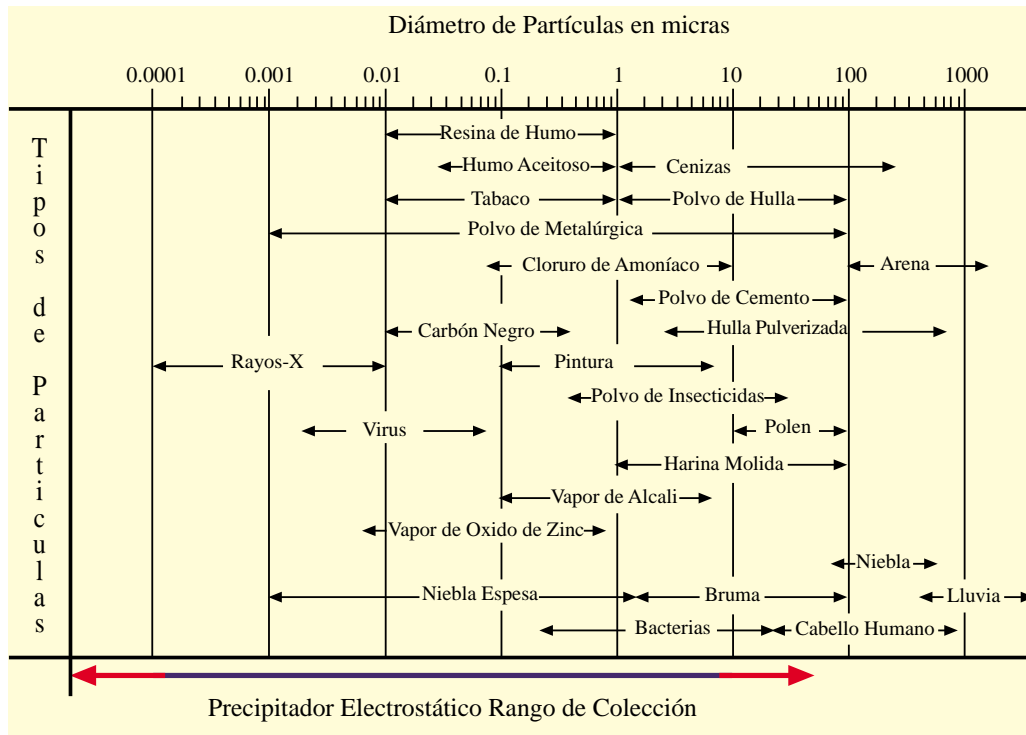 Diámetro de Partículas en micras
0.0001 0.001 0.01 0.1 1 10 100 1000
Tipos de Particulas
Resina de Humo
Humo Aceitoso Cenizas
Tabaco Polvo de Hulla
Polvo de Metalúrgica
Cloruro de Amoníaco Arena
Polvo de Cemento
Carbón Negro Hulla Pulverizada
Rayos-X Pintura
Polvo de Insecticidas
Virus Polen
Harina Molida
Vapor de Alcali
Vapor de Oxido de Zinc
Niebla
Niebla Espesa Bruma Lluvia
Bacterias Cabello Humano
Precipitador Electrostático Rango de Colección